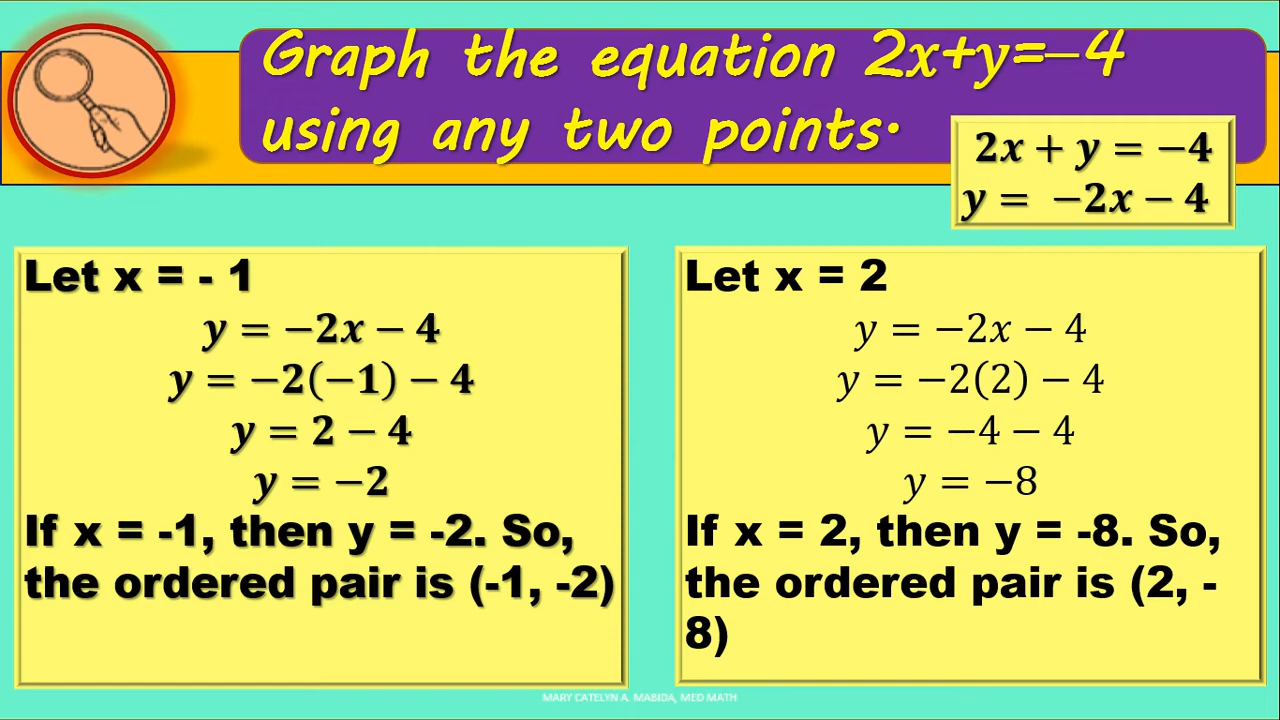 Graph the equation 2x+y=–4
using any two points.
2x + y = −4
y = −2x − 4
Let x = - 1
y = −2x − 4
y = −2(−1) − 4
y = 2 − 4
y = −2
If x = -1, then y = -2. So,
the ordered pair is (-1, -2)
Let x = 2
y = −2x − 4
y = −2(2) − 4
y = −4 − 4
y = −8
If x = 2, then y = -8. So,
the ordered pair is (2, -
8)
MARY CATELYN A. MABIDA, MED MATH